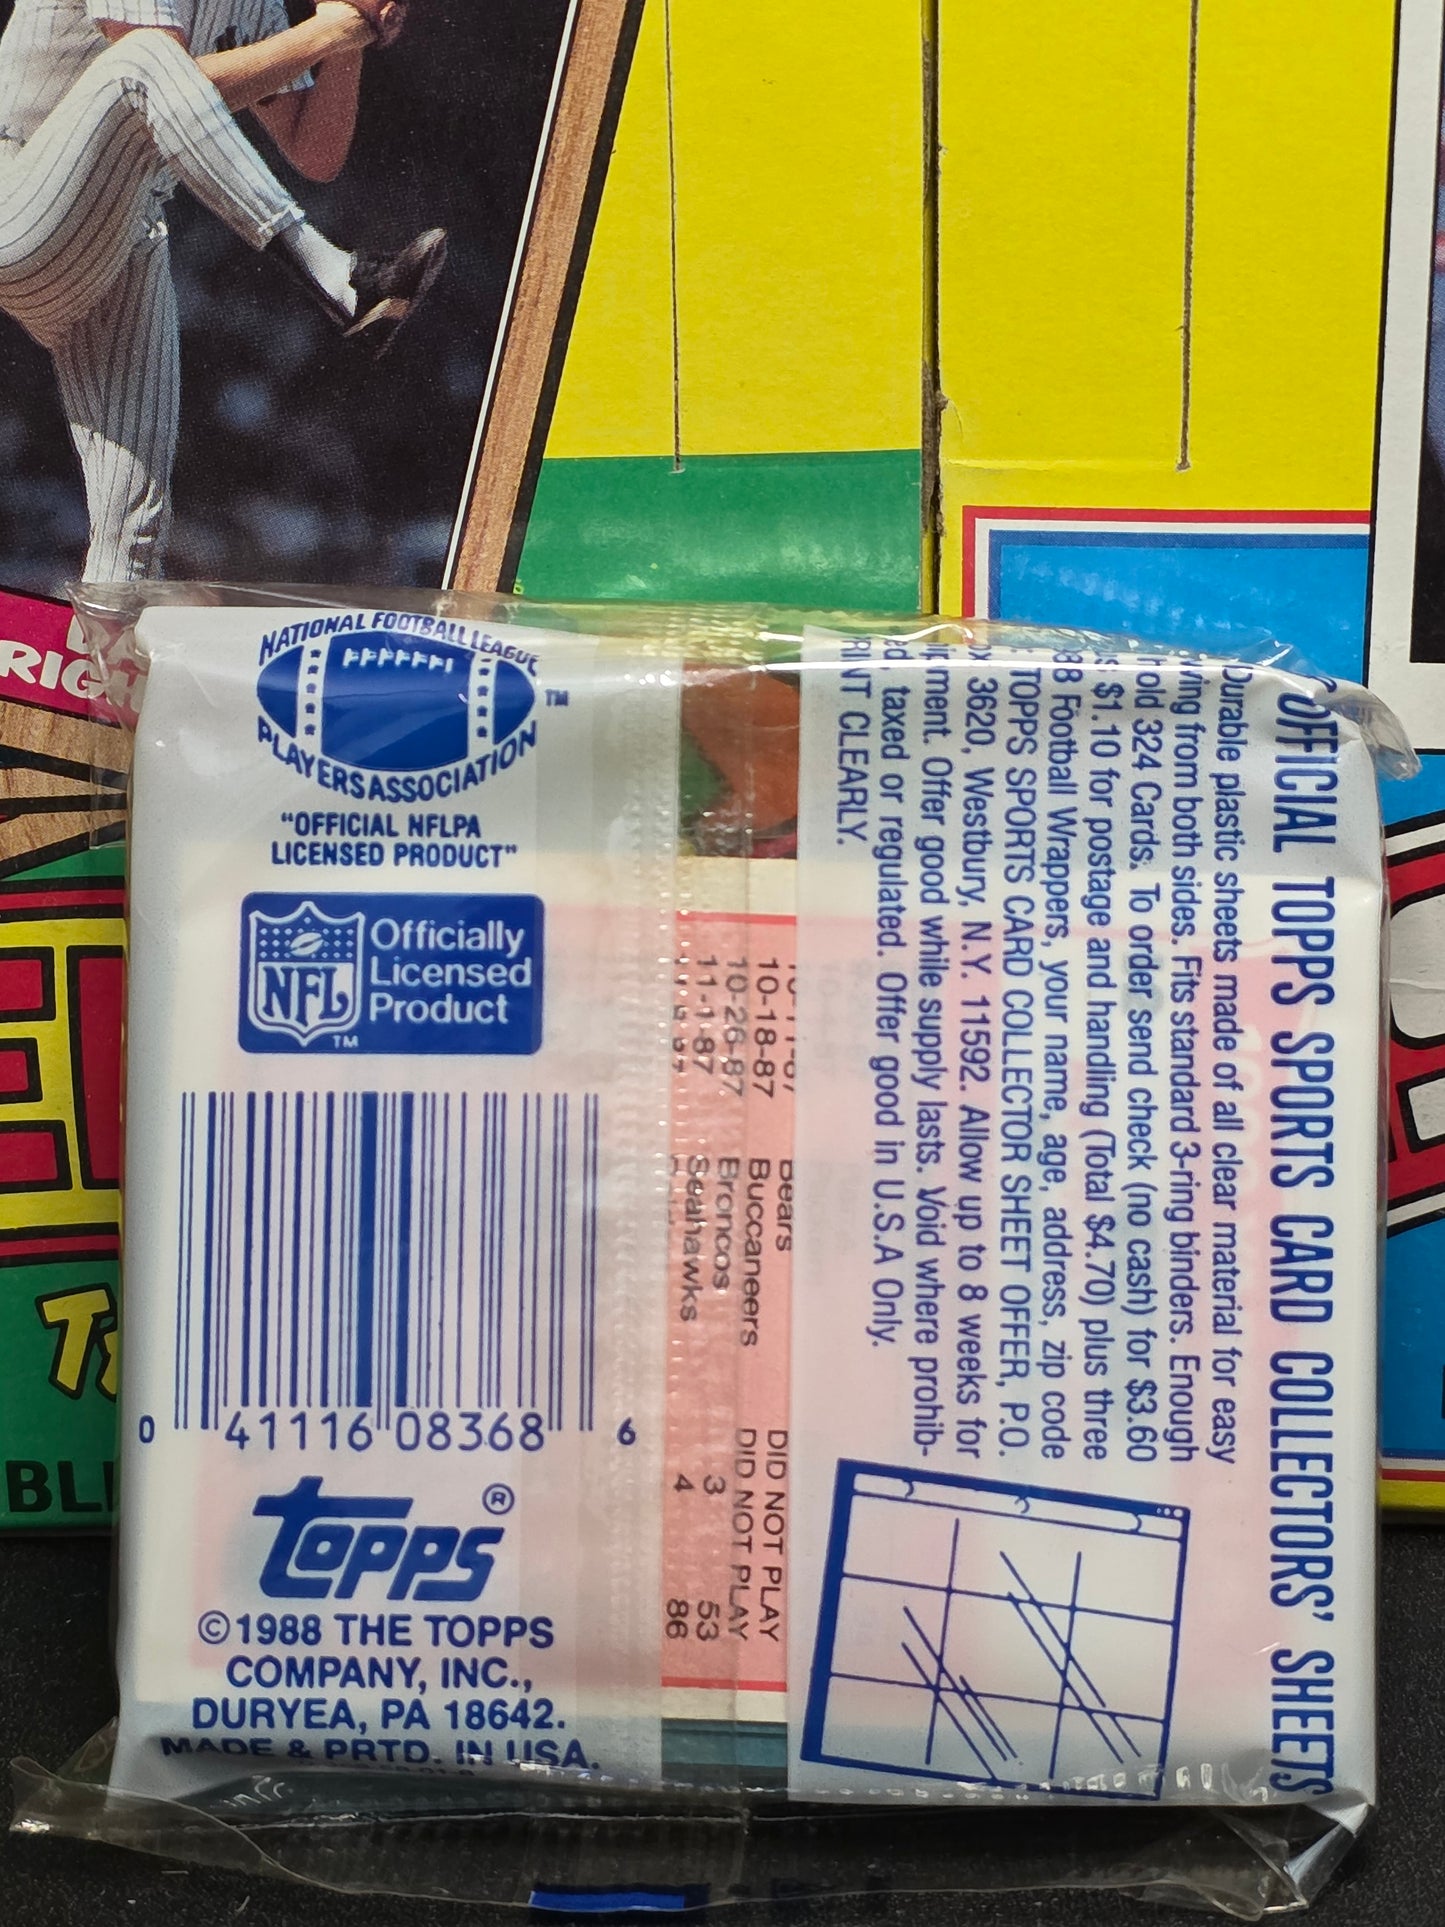 NATIONAL FOOTBALL LEAGUE
PLAYERS ASSOCIATION
TM
"OFFICIAL NFLPA
LICENSED PRODUCT"
NFL
TM
Officially
Licensed
Product
0 41116 08368 6
topps®
©1988 THE TOPPS
COMPANY, INC.,
DURYEA, PA 18642.
MADE & PRTD. IN USA.
OFFICIAL TOPPS SPORTS CARD COLLECTORS' SHEETS
Durable plastic sheets made of all clear material for easy
from both sides. Fits standard 3-ring binders. Enough
324 Cards. To order send check (no cash) for $3.60
$1.10 for postage and handling (Total $4.70) plus three
Football Wrappers, your name, age, address, zip code
TOPPS SPORTS CARD COLLECTOR SHEET OFFER, P.O.
3620, Westbury, N.Y. 11592. Allow up to 8 weeks for
Offer good while supply lasts. Void where prohib-
taxed or regulated. Offer good in U.S.A Only.
CLEARLY.
Bears
10-18-87 Buccaneers DID NOT PLAY
10-26-87 Broncos DID NOT PLAY
11-1-87 Seahawks 3 53
4 86